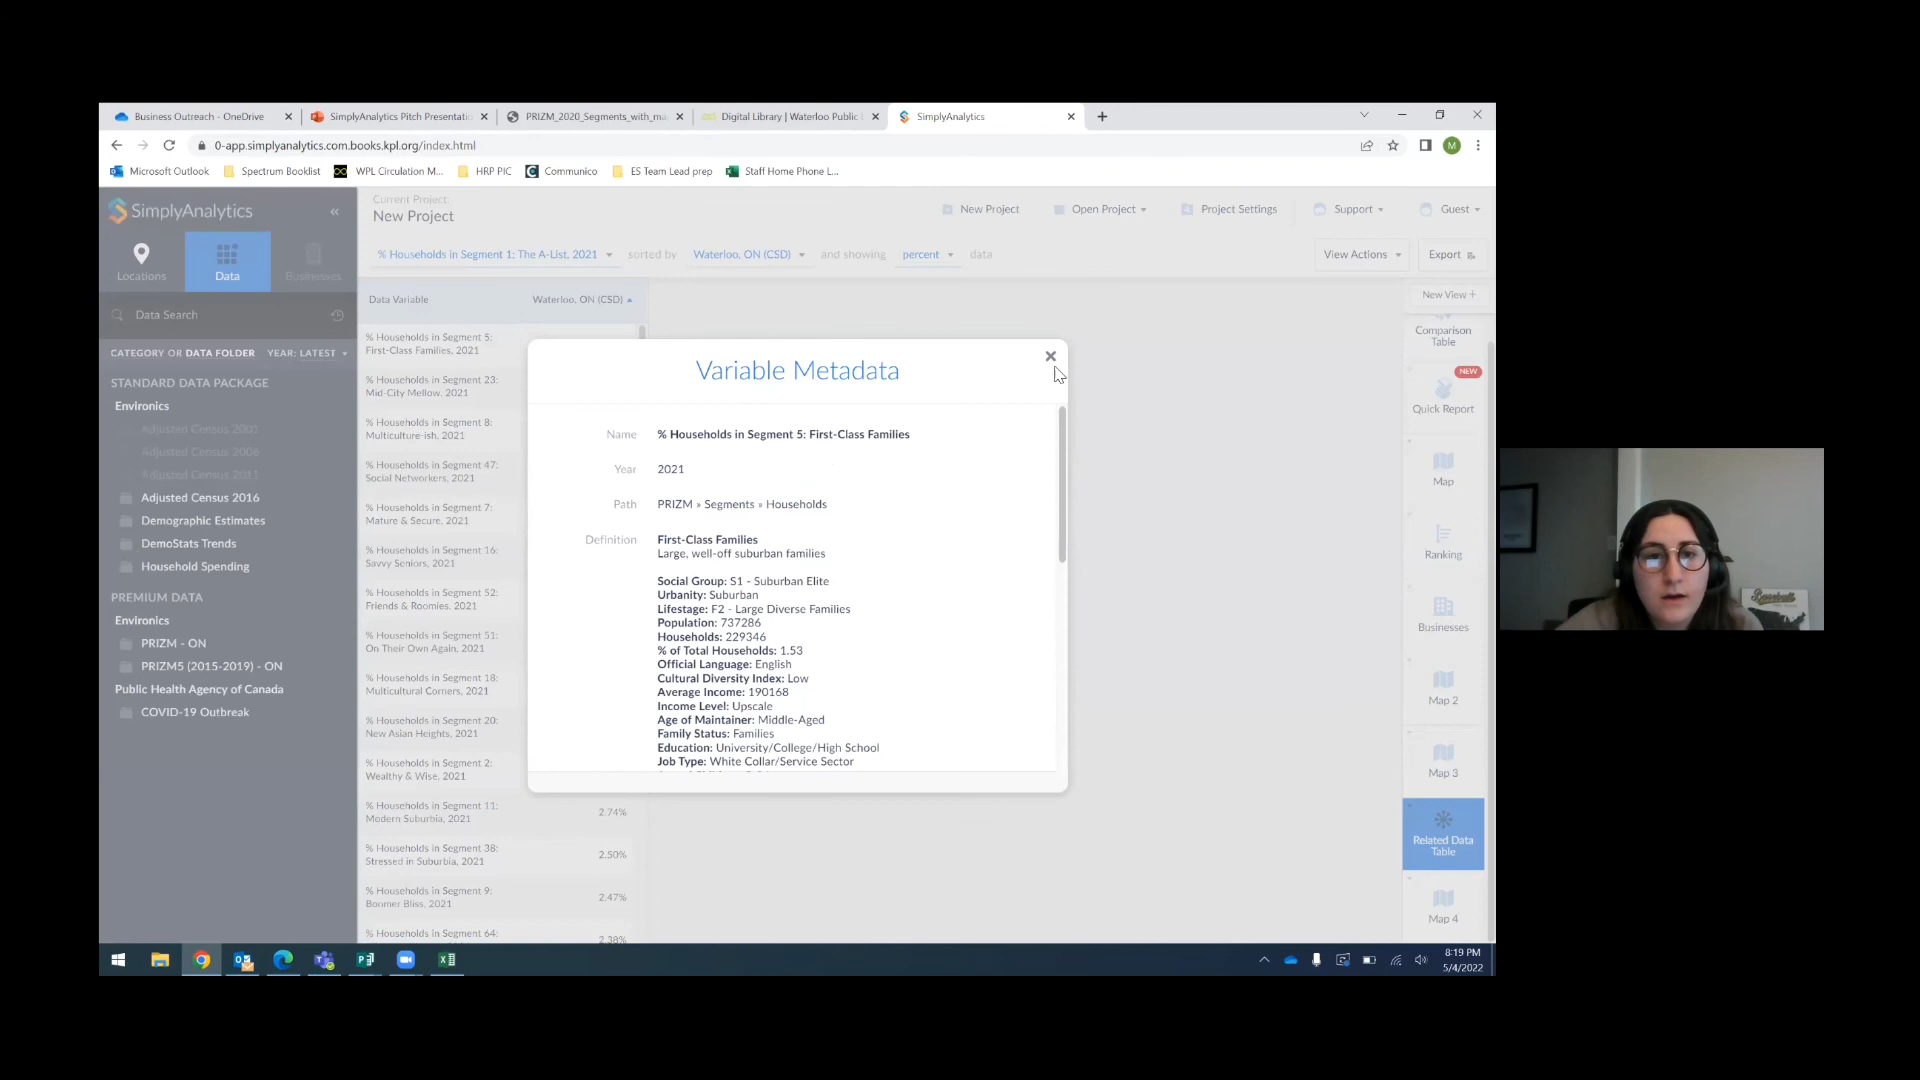 Business Outreach - OneDrive
SimplyAnalytics Pitch Presentatio
PRIZM_2020_Segments_with_ma
Digital Library | Waterloo Public
SimplyAnalytics
0-app.simplyanalytics.com.books.kpl.org/index.html
M
Microsoft Outlook
Spectrum Booklist
WPL Circulation M...
HRP PIC
Communico
ES Team Lead prep
Staff Home Phone L...
SimplyAnalytics
Current Project:
New Project
New Project
Open Project
Project Settings
Support
Guest
Locations
Data
Businesses
% Households in Segment 1: The A-List, 2021
sorted by
Waterloo, ON (CSD)
and showing
percent
data
View Actions
Export
Data Search
CATEGORY OR DATA FOLDER
YEAR: LATEST
STANDARD DATA PACKAGE
Environics
Adjusted Census 2001
Adjusted Census 2006
Adjusted Census 2011
Adjusted Census 2016
Demographic Estimates
DemoStats Trends
Household Spending
PREMIUM DATA
Environics
PRIZM - ON
PRIZM5 (2015-2019) - ON
Public Health Agency of Canada
COVID-19 Outbreak
Data Variable
Waterloo, ON (CSD)
% Households in Segment 5:
First-Class Families, 2021
% Households in Segment 23:
Mid-City Mellow, 2021
% Households in Segment 8:
Multiculture-ish, 2021
% Households in Segment 47:
Social Networkers, 2021
% Households in Segment 7:
Mature & Secure, 2021
% Households in Segment 16:
Savvy Seniors, 2021
% Households in Segment 52:
Friends & Roomies, 2021
% Households in Segment 51:
On Their Own Again, 2021
% Households in Segment 18:
Multicultural Corners, 2021
% Households in Segment 20:
New Asian Heights, 2021
% Households in Segment 2:
Wealthy & Wise, 2021
% Households in Segment 11:
Modern Suburbia, 2021
2.74%
% Households in Segment 38:
Stressed in Suburbia, 2021
2.50%
% Households in Segment 9:
Boomer Bliss, 2021
2.47%
% Households in Segment 64:
2.38%
Variable Metadata
Name
% Households in Segment 5: First-Class Families
Year
2021
Path
PRIZM » Segments » Households
Definition
First-Class Families
Large, well-off suburban families
Social Group: S1 - Suburban Elite
Urbanity: Suburban
Lifestage: F2 - Large Diverse Families
Population: 737286
Households: 229346
% of Total Households: 1.53
Official Language: English
Cultural Diversity Index: Low
Average Income: 190168
Income Level: Upscale
Age of Maintainer: Middle-Aged
Family Status: Families
Education: University/College/High School
Job Type: White Collar/Service Sector
New View +
Comparison
Table
NEW
Quick Report
Map
Ranking
Businesses
Map 2
Map 3
Related Data
Table
Map 4
8:19 PM
5/4/2022
Baseball